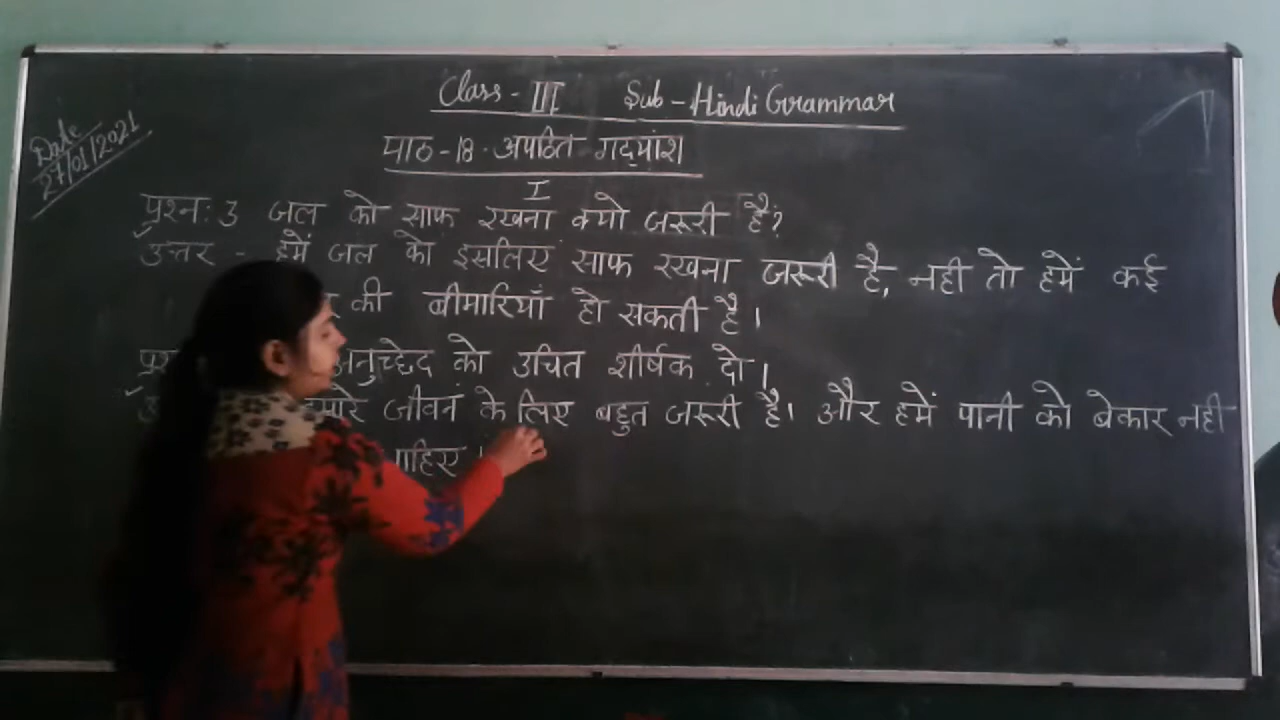 Class - III Sub - Hindi Grammar
Date
27/01/2021
पाठ - 18. अपठित गद्यांश
I
प्रश्न: 3 जल को साफ रखना क्यो जरूरी है?
उत्तर - हमें जल को इसलिए साफ रखना जरूरी है, नही तो हमें कई
की बीमारियाँ हो सकती है।
अनुच्छेद को उचित शीर्षक दो।
हमारे जीवन के लिए बहुत जरूरी है। और हमें पानी को बेकार नही